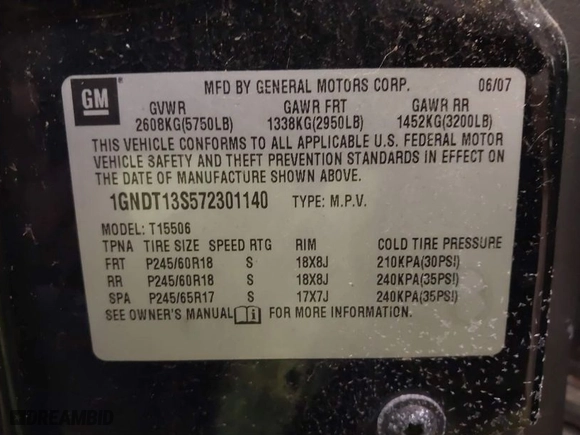 GM
MFD BY GENERAL MOTORS CORP. 06/07
GVWR GAWR FRT GAWR RR
2608KG(5750LB) 1338KG(2950LB) 1452KG(3200LB)
THIS VEHICLE CONFORMS TO ALL APPLICABLE U.S. FEDERAL MOTOR
VEHICLE SAFETY AND THEFT PREVENTION STANDARDS IN EFFECT ON
THE DATE OF MANUFACTURE SHOWN ABOVE.
1GNDT13S572301140 TYPE: M.P.V.
MODEL: T15506
TPNA TIRE SIZE SPEED RTG RIM COLD TIRE PRESSURE
FRT P245/60R18 S 18X8J 210KPA(30PSI)
RR P245/60R18 S 18X8J 240KPA(35PSI)
SPA P245/65R17 S 17X7J 240KPA(35PSI)
SEE OWNER'S MANUAL FOR MORE INFORMATION.
DREAMBID